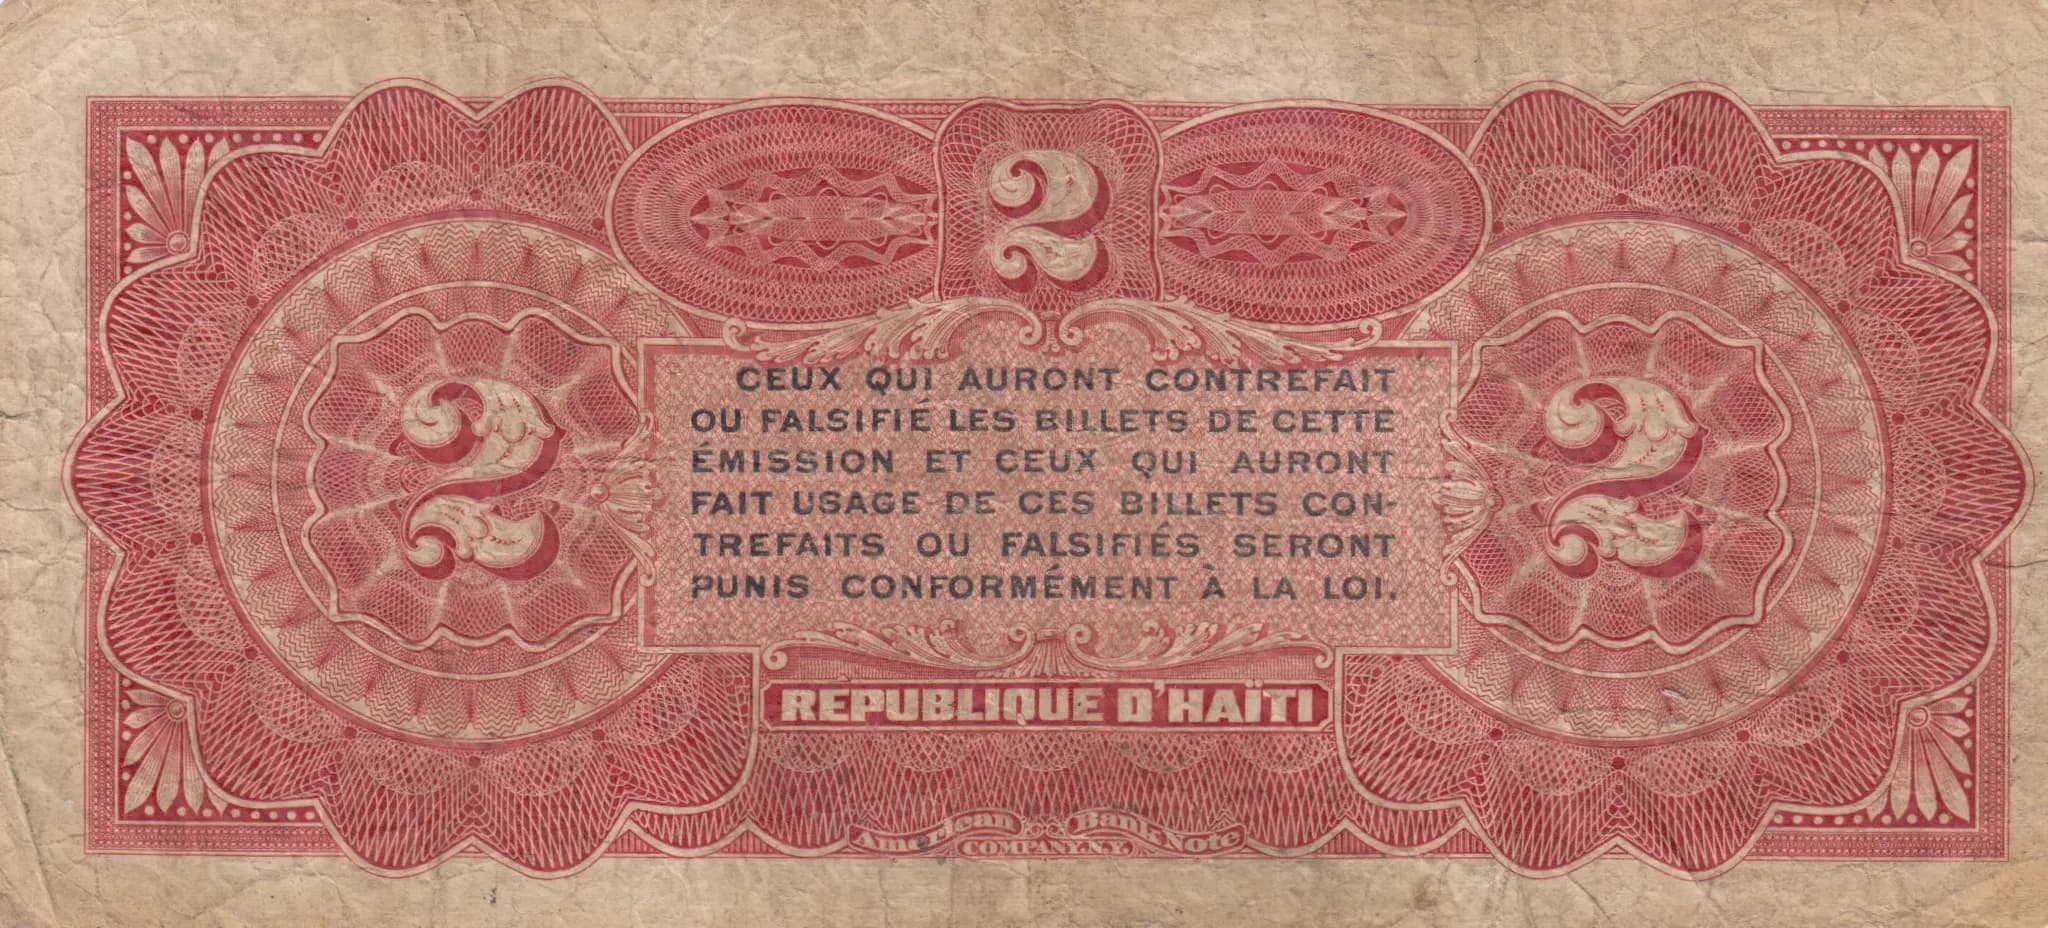 2
CEUX QUI AURONT CONTREFAIT
OU FALSIFIÉ LES BILLETS DE CETTE
ÉMISSION ET CEUX QUI AURONT
FAIT USAGE DE CES BILLETS CON-
TREFAITS OU FALSIFIÉS SERONT
PUNIS CONFORMÉMENT À LA LOI.
2
2
RÉPUBLIQUE D'HAÏTI
American Bank Note
COMPANY, N.Y.